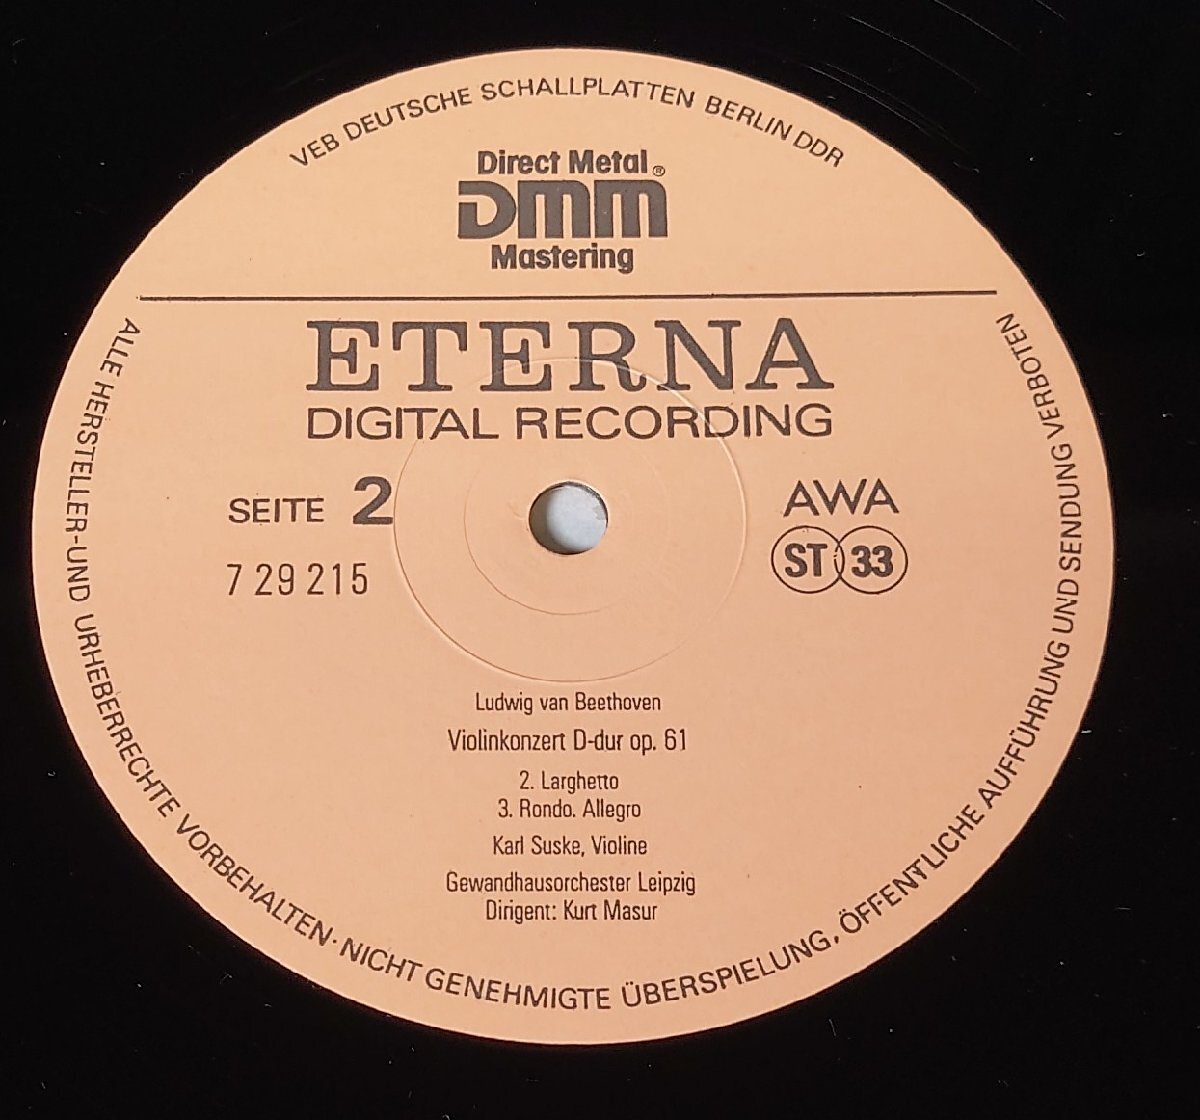 VEB DEUTSCHE SCHALLPLATTEN BERLIN DDR
Direct Metal ®
DMM
Mastering
ETERNA
DIGITAL RECORDING
SEITE 2
7 29 215
AWA
ST 33
Ludwig van Beethoven
Violinkonzert D-dur op. 61
2. Larghetto
3. Rondo. Allegro
Karl Suske, Violine
Gewandhausorchester Leipzig
Dirigent: Kurt Masur
ALLE HERSTELLER-UND URHEBERRECHTE VORBEHALTEN · NICHT GENEHMIGTE ÜBERSPIELUNG, ÖFFENTLICHE AUFFÜHRUNG UND SENDUNG VERBOTEN